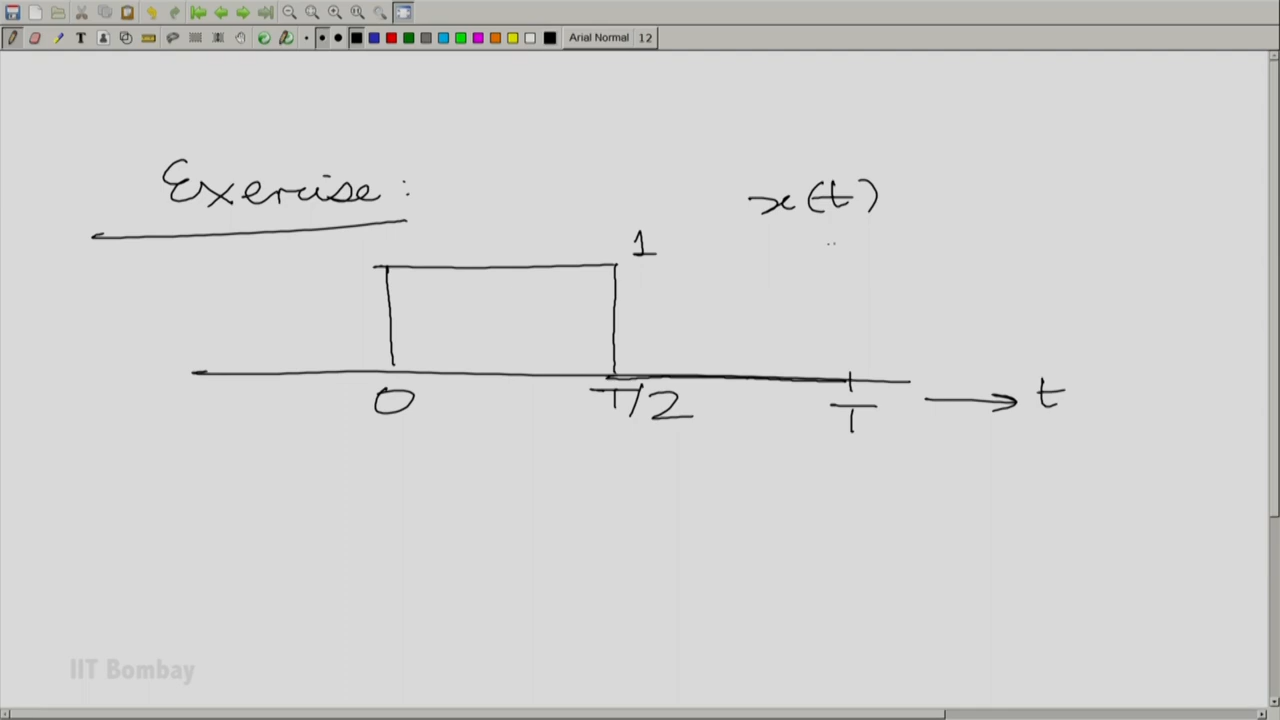 Arial Normal 12
Exercise:
x(t)
1
0 T/2 T t
IIT Bombay